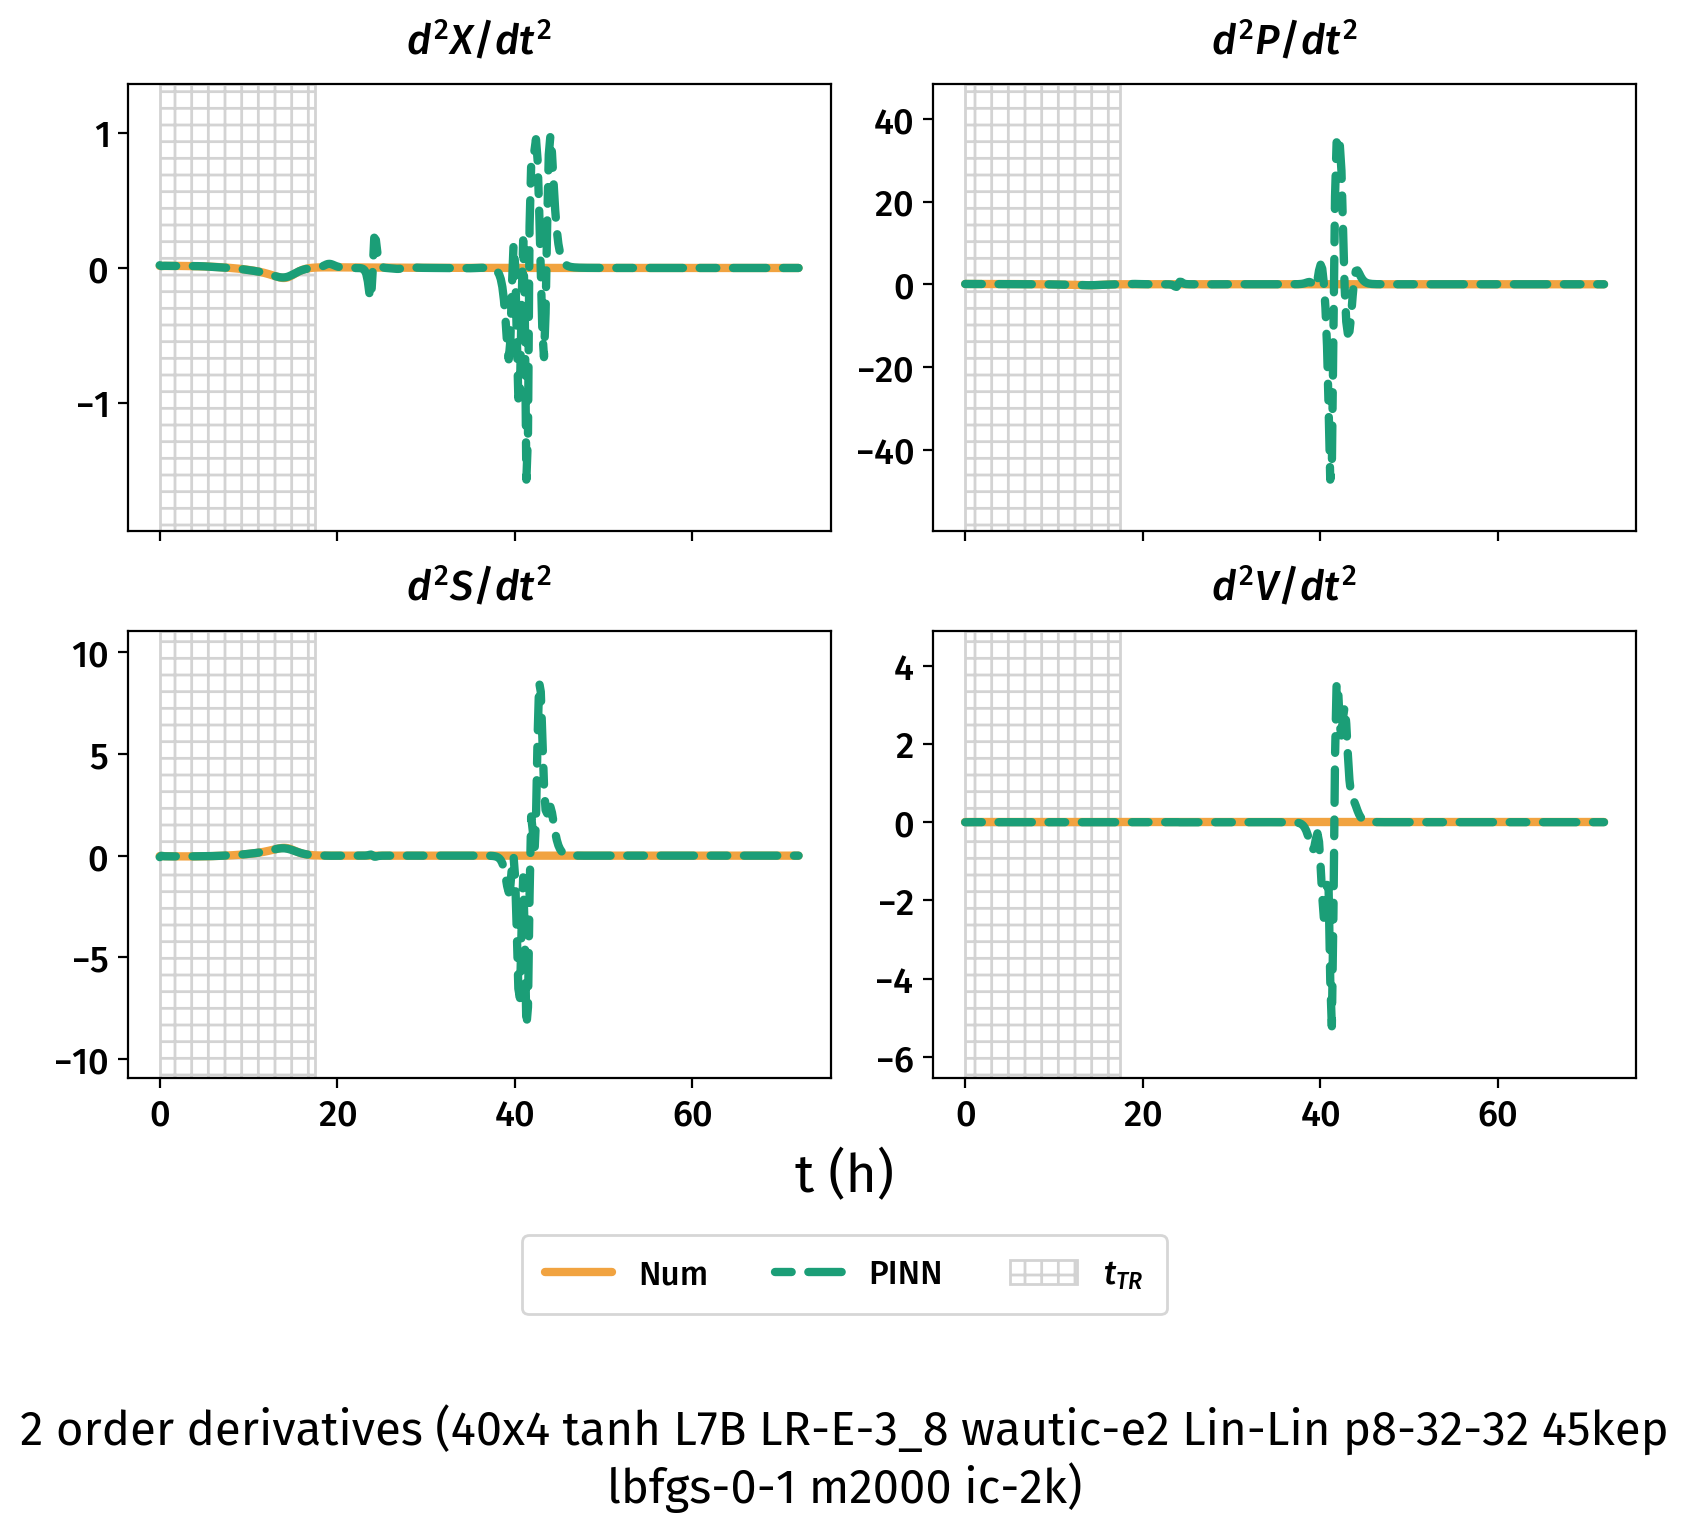 d²X/dt²
d²P/dt²
1
0
−1
40
20
0
−20
−40
d²S/dt²
d²V/dt²
10
5
0
−5
−10
4
2
0
−2
−4
−6
0 20 40 60
0 20 40 60
t (h)
Num PINN t_TR
2 order derivatives (40x4 tanh L7B LR-E-3_8 wautic-e2 Lin-Lin p8-32-32 45kep
lbfgs-0-1 m2000 ic-2k)